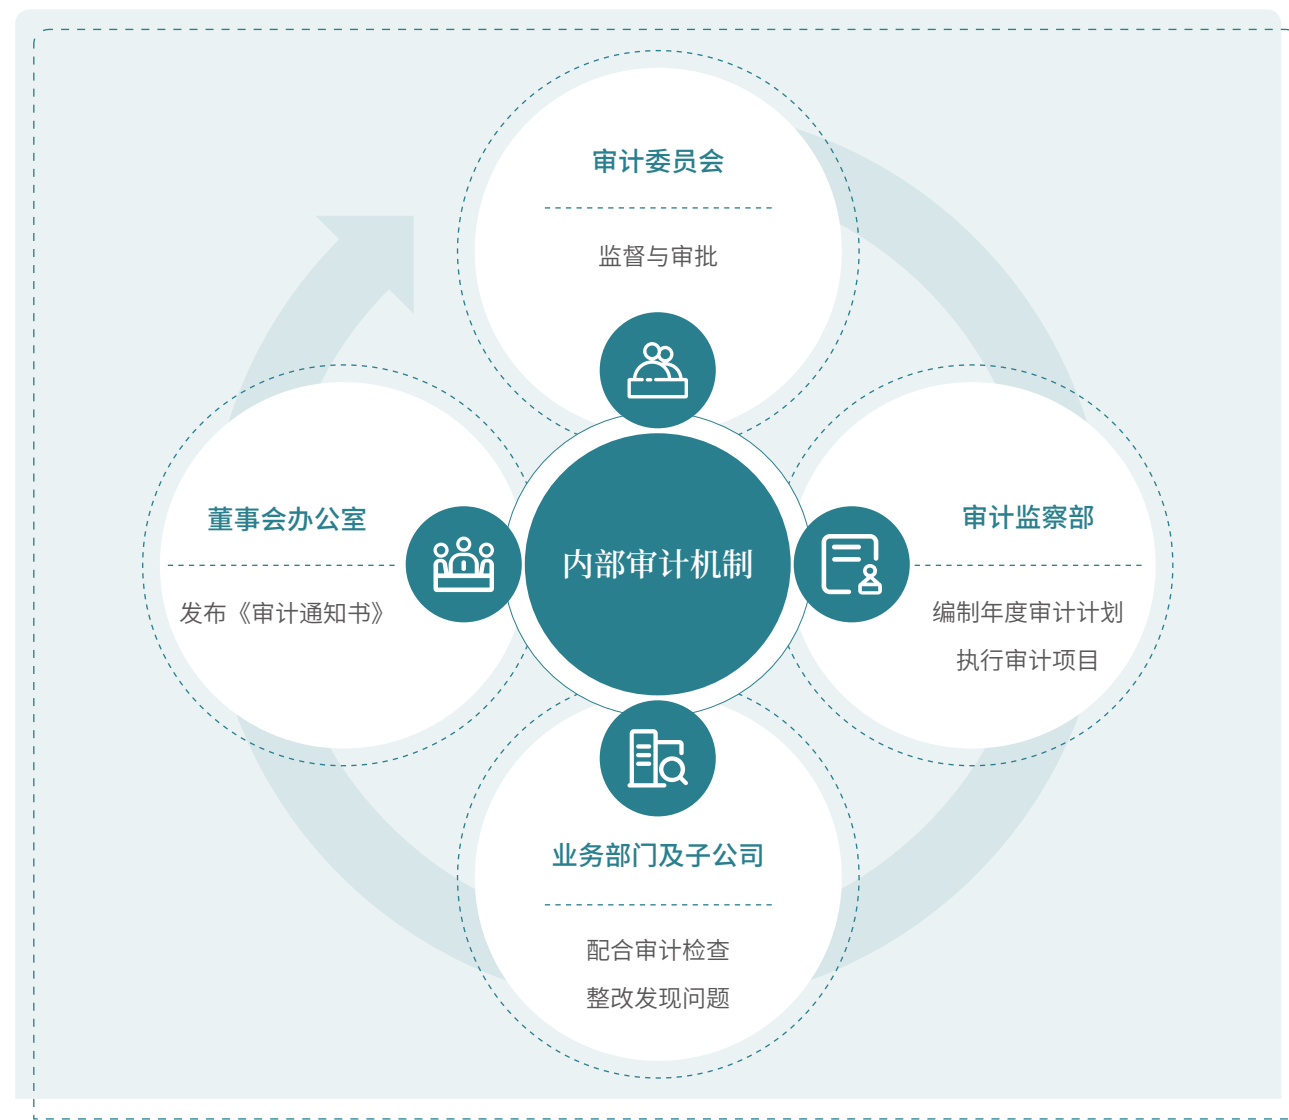 审计委员会
监督与审批
董事会办公室
发布《审计通知书》
内部审计机制
审计监察部
编制年度审计计划
执行审计项目
业务部门及子公司
配合审计检查
整改发现问题